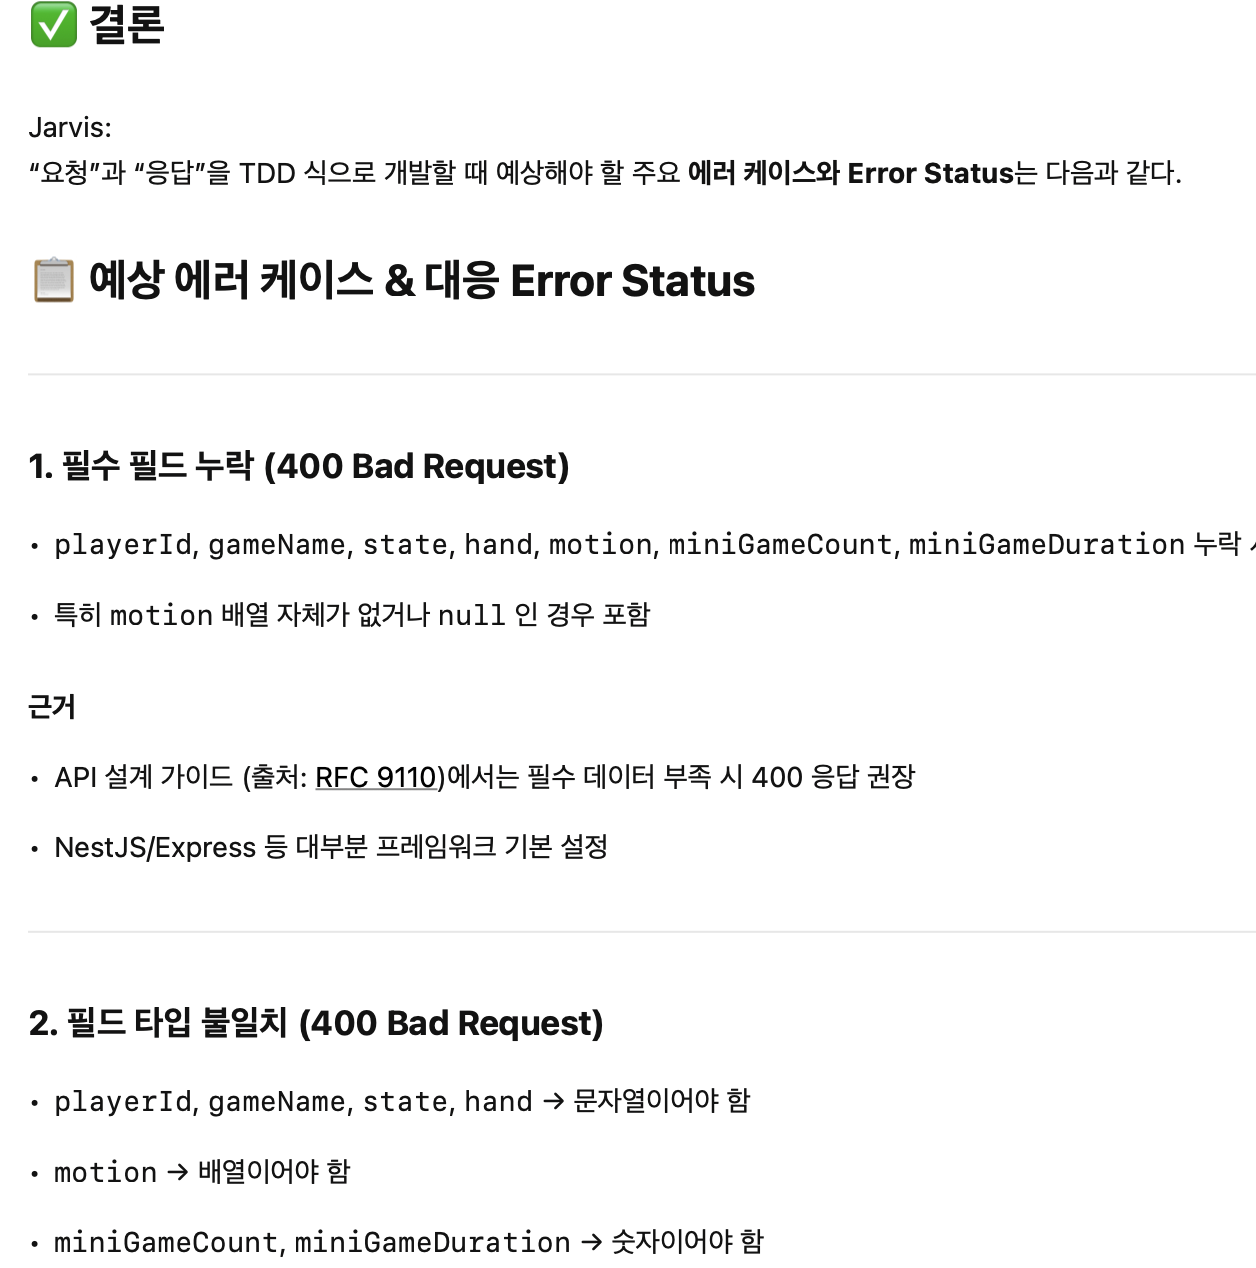 ✅ 결론
Jarvis:
“요청”과 “응답”을 TDD 식으로 개발할 때 예상해야 할 주요 에러 케이스와 Error Status는 다음과 같다.
📋 예상 에러 케이스 & 대응 Error Status
1. 필수 필드 누락 (400 Bad Request)
• playerId, gameName, state, hand, motion, miniGameCount, miniGameDuration 누락
• 특히 motion 배열 자체가 없거나 null 인 경우 포함
근거
• API 설계 가이드 (출처: RFC 9110)에서는 필수 데이터 부족 시 400 응답 권장
• NestJS/Express 등 대부분 프레임워크 기본 설정
2. 필드 타입 불일치 (400 Bad Request)
• playerId, gameName, state, hand → 문자열이어야 함
• motion → 배열이어야 함
• miniGameCount, miniGameDuration → 숫자이어야 함